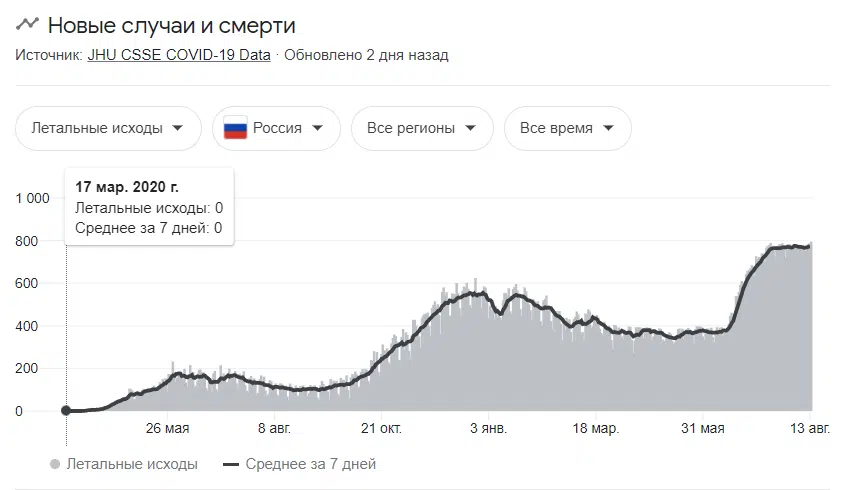 Новые случаи и смерти
Источник: JHU CSSE COVID-19 Data · Обновлено 2 дня назад
Летальные исходы
Россия
Все регионы
Все время
17 мар. 2020 г.
Летальные исходы: 0
Среднее за 7 дней: 0
1 000
800
600
400
200
0
26 мая
8 авг.
21 окт.
3 янв.
18 мар.
31 мая
13 авг.
Летальные исходы
Среднее за 7 дней